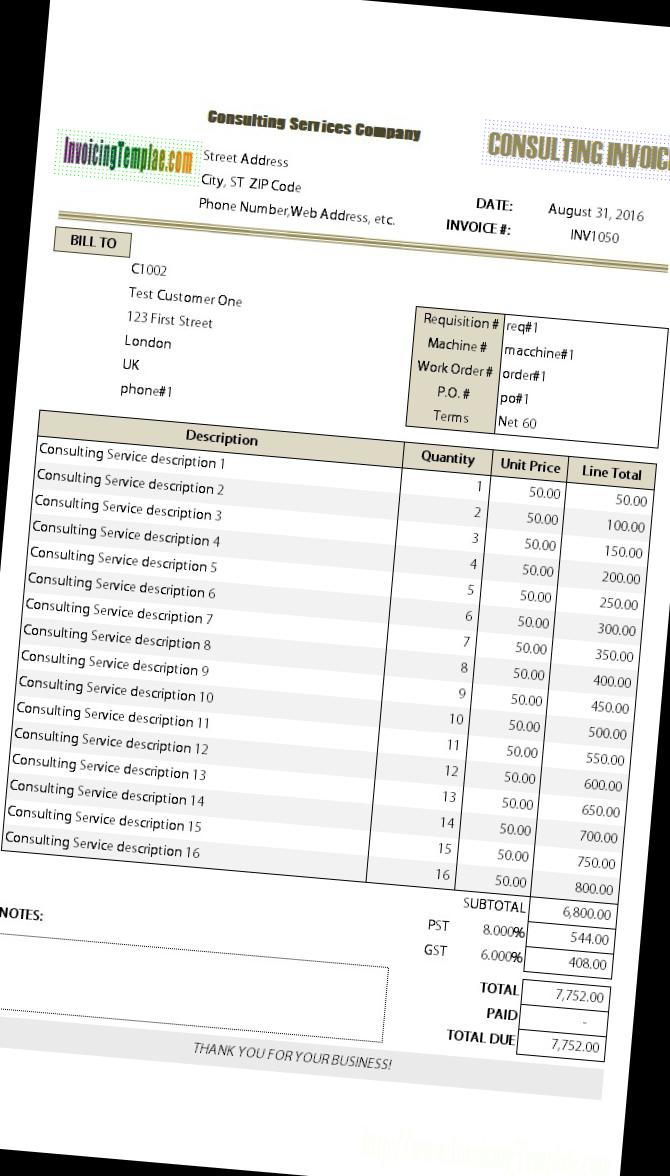 Consulting Services Company
CONSULTING INVOIC
InvoicingTemplae.com
Street Address
City, ST ZIP Code
Phone Number,Web Address, etc.
DATE: August 31, 2016
INVOICE #: INV1050
BILL TO
C1002
Test Customer One
123 First Street
London
UK
phone#1
Requisition # req#1
Machine # macchine#1
Work Order # order#1
P.O. # po#1
Terms Net 60
Description Quantity Unit Price Line Total
Consulting Service description 1 1 50.00 50.00
Consulting Service description 2 2 50.00 100.00
Consulting Service description 3 3 50.00 150.00
Consulting Service description 4 4 50.00 200.00
Consulting Service description 5 5 50.00 250.00
Consulting Service description 6 6 50.00 300.00
Consulting Service description 7 7 50.00 350.00
Consulting Service description 8 8 50.00 400.00
Consulting Service description 9 9 50.00 450.00
Consulting Service description 10 10 50.00 500.00
Consulting Service description 11 11 50.00 550.00
Consulting Service description 12 12 50.00 600.00
Consulting Service description 13 13 50.00 650.00
Consulting Service description 14 14 50.00 700.00
Consulting Service description 15 15 50.00 750.00
Consulting Service description 16 16 50.00 800.00
SUBTOTAL 6,800.00
PST 8.000% 544.00
GST 6.000% 408.00
NOTES:
TOTAL 7,752.00
PAID -
TOTAL DUE 7,752.00
THANK YOU FOR YOUR BUSINESS!